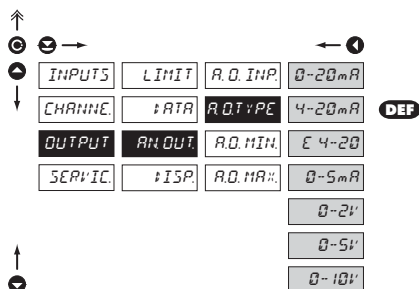 INPUTS LIMIT A.O. INP. 0-20mA
CHANNE. DATA A.O.TYPE 4-20mA DEF
OUTPUT AN.OUT. A.O. MIN. E 4-20
SERVIC. DISP. A.O. MAX. 0-5mA
0-2V
0-5V
0-10V